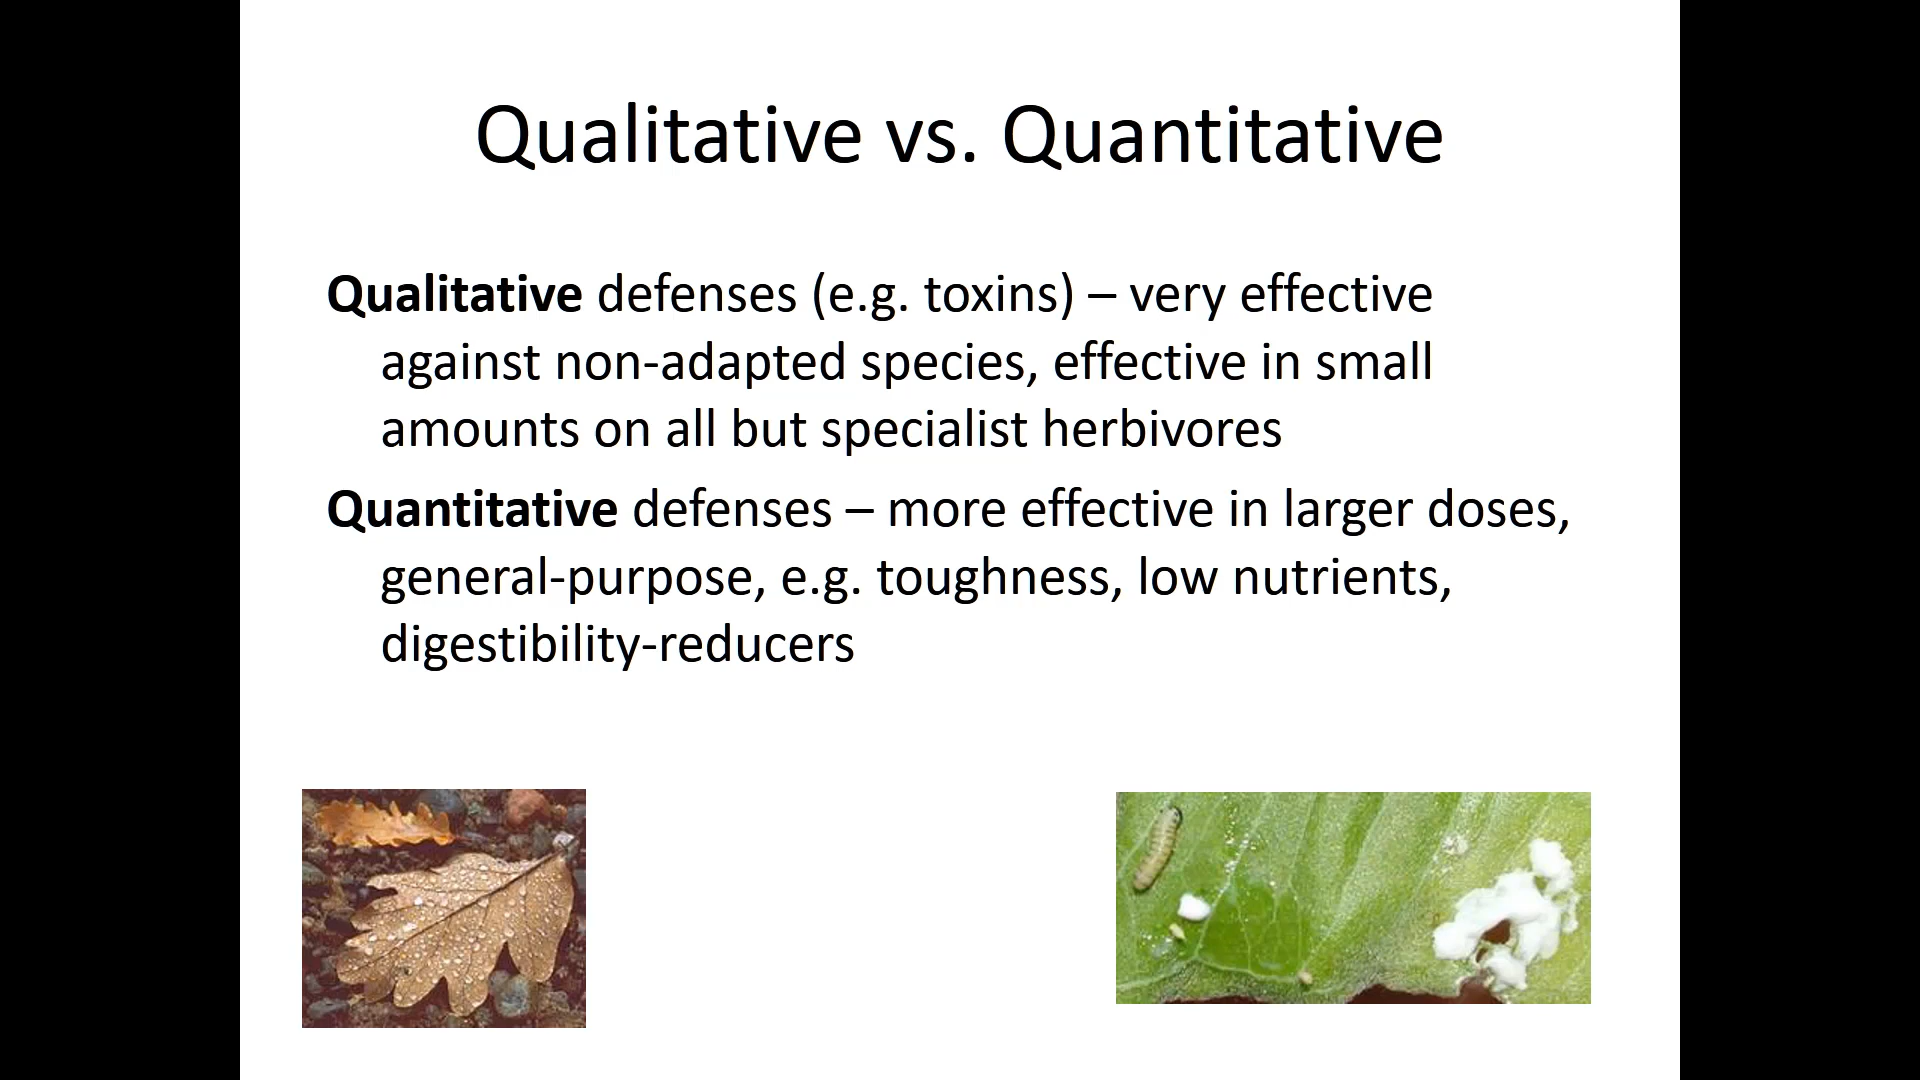 Qualitative vs. Quantitative
Qualitative defenses (e.g. toxins) – very effective
against non-adapted species, effective in small
amounts on all but specialist herbivores
Quantitative defenses – more effective in larger doses,
general-purpose, e.g. toughness, low nutrients,
digestibility-reducers